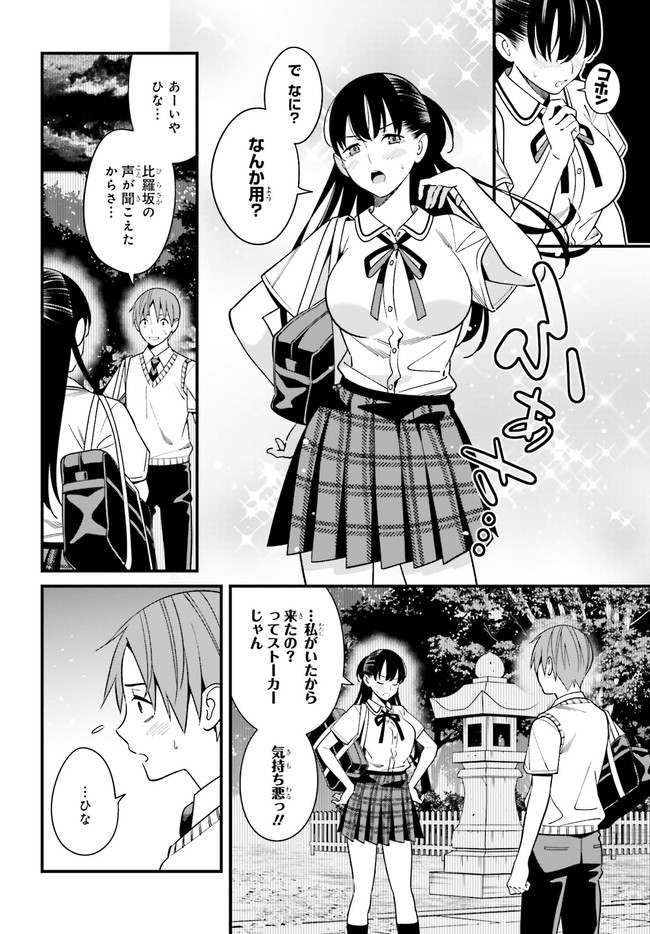 コホン
で なに?
なんか用?
ふぁさ…
あーいや
ひな…
比羅坂の
声が聞こえた
からさ…
…私がいたから
来たの?
ってストーカー
じゃん
気持ち悪っ!!
…ひな